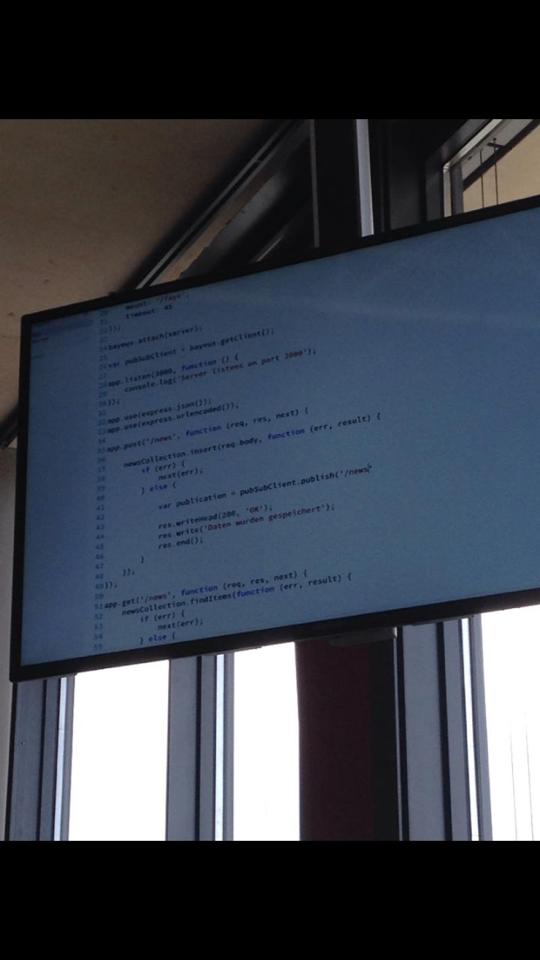 mount: '/faye',
timeout: 45
});
bayeux.attach(server);
var pubSubClient = bayeux.getClient();
app.listen(3000, function () {
console.log('Server listens on port 3000');
});
app.use(express.json());
app.use(express.urlencoded());
app.post('/news', function (req, res, next) {
newsCollection.insert(req.body, function (err, result) {
if (err) {
next(err);
} else {
var publication = pubSubClient.publish('/news'
res.writeHead(200, 'OK');
res.write('Daten wurden gespeichert');
res.end();
}
});
});
app.get('/news', function (req, res, next) {
newsCollection.findItems(function (err, result) {
if (err) {
next(err);
} else {